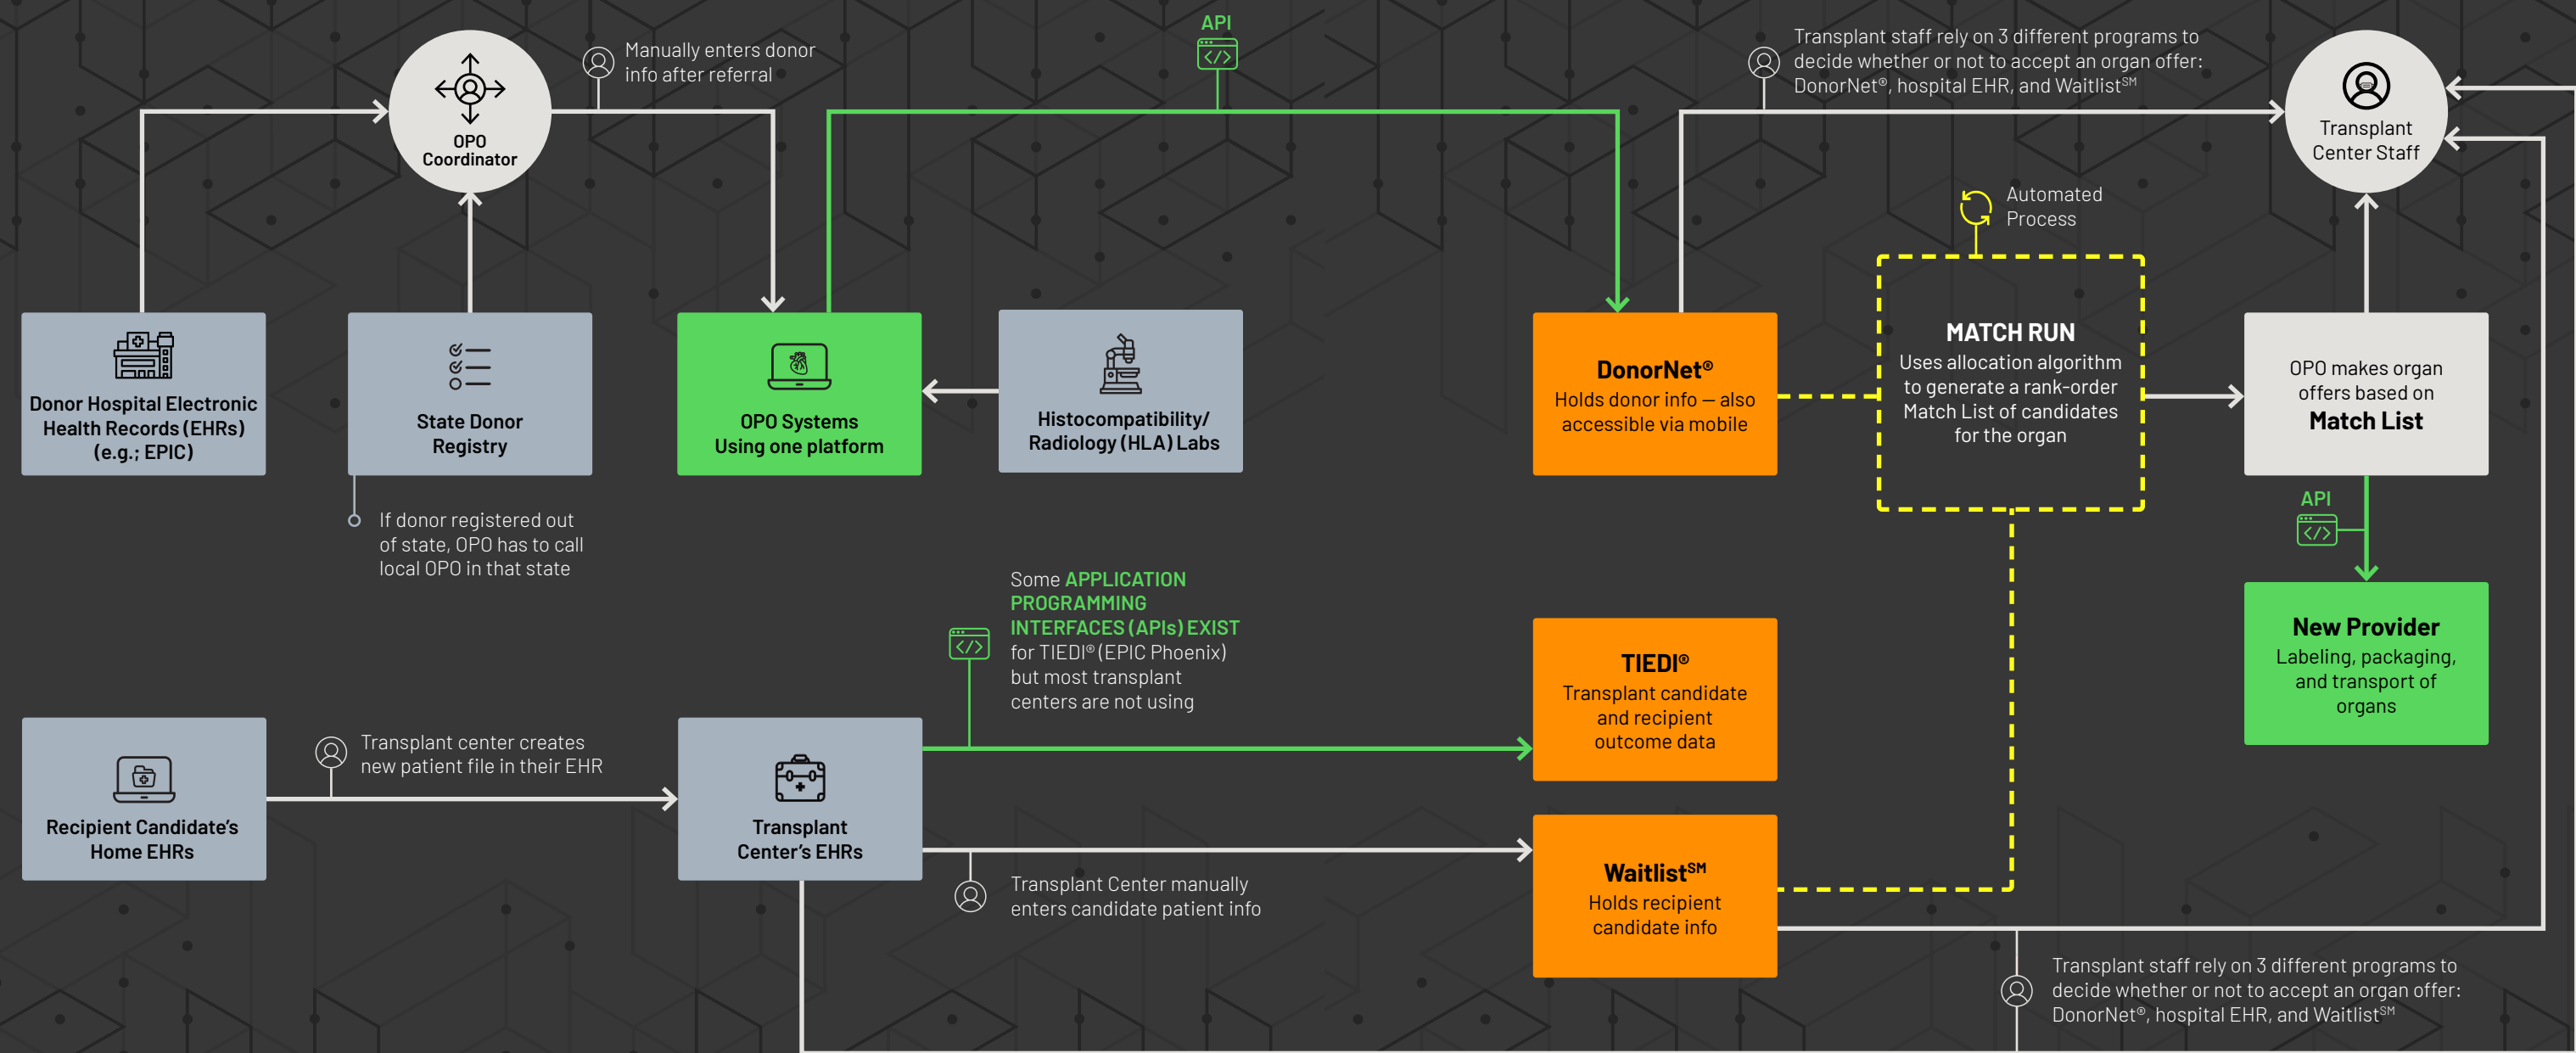 API
Manually enters donor
info after referral
Transplant staff rely on 3 different programs to
decide whether or not to accept an organ offer:
DonorNet®, hospital EHR, and Waitlist℠
OPO
Coordinator
Transplant
Center Staff
Automated
Process
Donor Hospital Electronic
Health Records (EHRs)
(e.g.; EPIC)
State Donor
Registry
OPO Systems
Using one platform
Histocompatibility/
Radiology (HLA) Labs
DonorNet®
Holds donor info – also
accessible via mobile
MATCH RUN
Uses allocation algorithm
to generate a rank-order
Match List of candidates
for the organ
OPO makes organ
offers based on
Match List
If donor registered out
of state, OPO has to call
local OPO in that state
API
Some APPLICATION
PROGRAMMING
INTERFACES (APIs) EXIST
for TIEDI® (EPIC Phoenix)
but most transplant
centers are not using
New Provider
Labeling, packaging,
and transport of
organs
TIEDI®
Transplant candidate
and recipient
outcome data
Transplant center creates
new patient file in their EHR
Recipient Candidate's
Home EHRs
Transplant
Center's EHRs
Transplant Center manually
enters candidate patient info
Waitlist℠
Holds recipient
candidate info
Transplant staff rely on 3 different programs to
decide whether or not to accept an organ offer:
DonorNet®, hospital EHR, and Waitlist℠